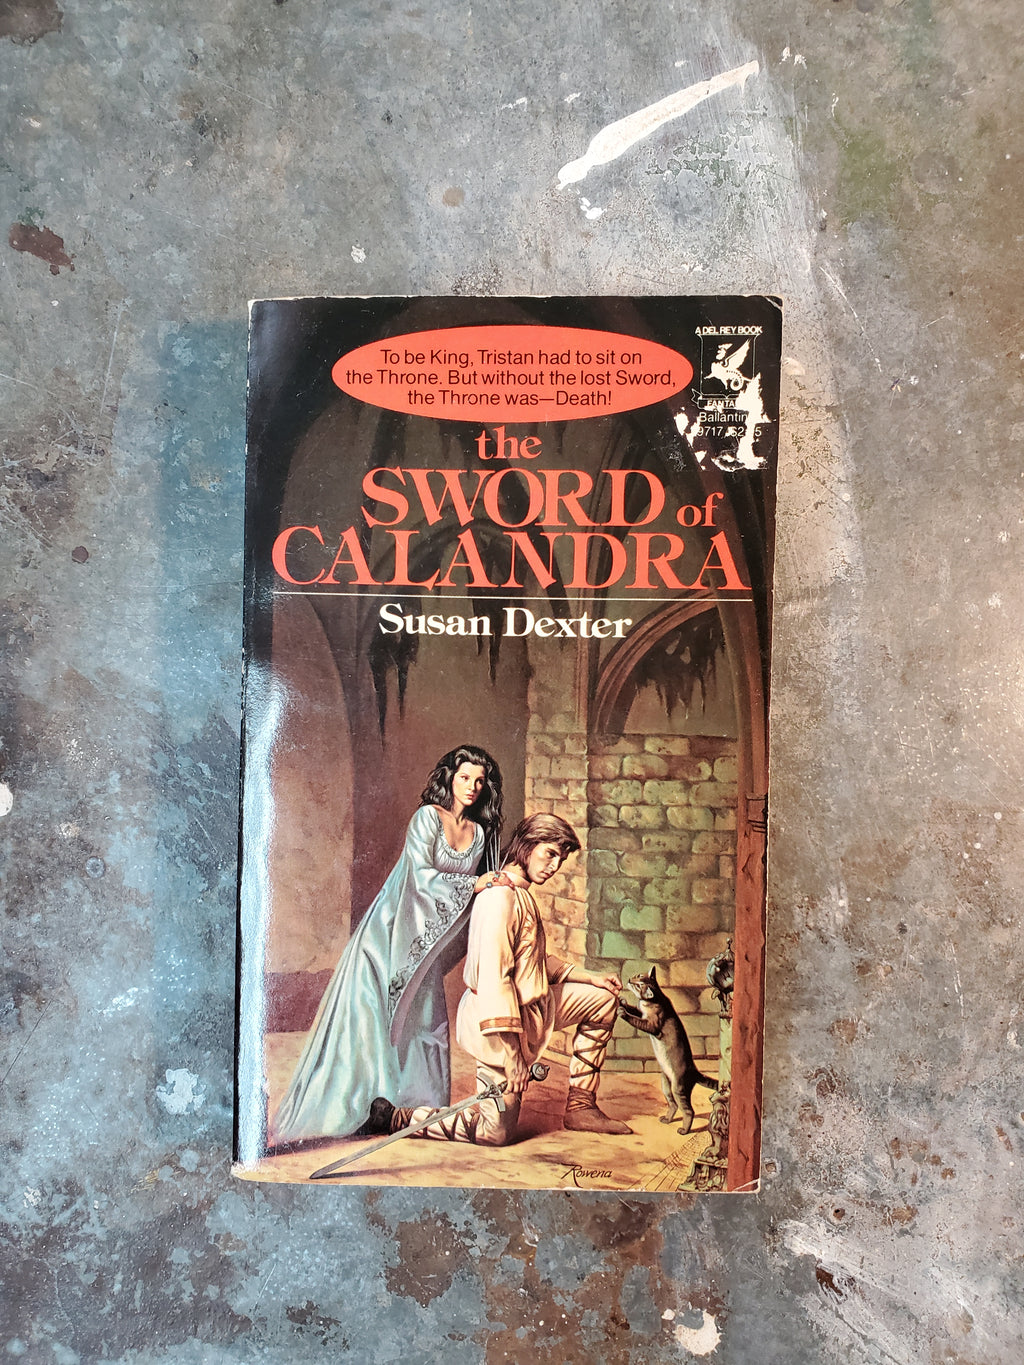 To be King, Tristan had to sit on
the Throne. But without the lost Sword,
the Throne was—Death!
A DEL REY BOOK
the
SWORD of
CALANDRA
Susan Dexter
Rowena